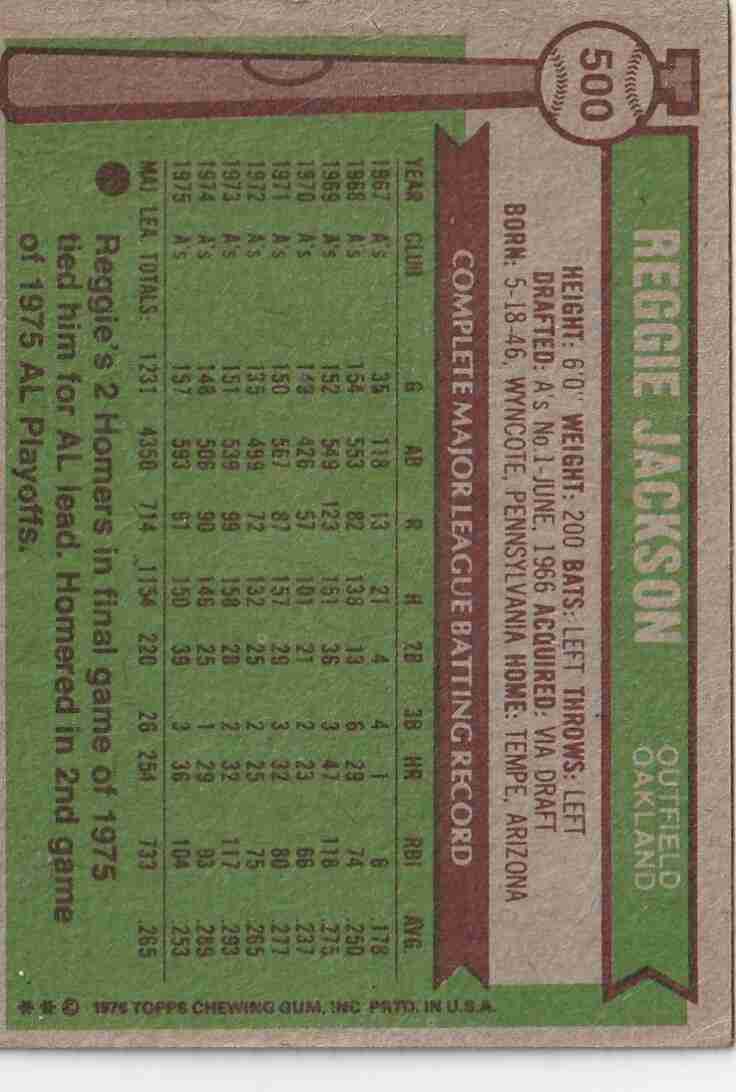 500
REGGIE JACKSON
OUTFIELD
OAKLAND
HEIGHT: 6'0" WEIGHT: 200 BATS: LEFT THROWS: LEFT
DRAFTED: A's No.1-JUNE, 1966 ACQUIRED: VIA DRAFT
BORN: 5-18-46, WYNCOTE, PENNSYLVANIA HOME: TEMPE, ARIZONA
COMPLETE MAJOR LEAGUE BATTING RECORD
YEAR CLUB G AB R H 2B 3B HR RBI AVG.
1967 A's 35 118 13 21 4 4 1 6 .178
1968 A's 154 553 82 138 13 6 29 74 .250
1969 A's 152 549 123 151 36 3 47 118 .275
1970 A's 149 426 57 101 21 2 23 66 .237
1971 A's 150 567 87 157 29 3 32 80 .277
1972 A's 135 499 72 132 25 2 25 75 .265
1973 A's 151 539 99 158 28 2 32 117 .293
1974 A's 148 506 90 146 25 1 29 93 .289
1975 A's 157 593 91 150 39 3 36 104 .253
MAJ. LEA. TOTALS: 1231 4350 714 1154 220 26 254 733 .265
Reggie's 2 Homers in final game of 1975
tied him for AL lead. Homered in 2nd game
of 1975 AL Playoffs.
** © 1976 TOPPS CHEWING GUM, INC PRTD. IN U.S.A.